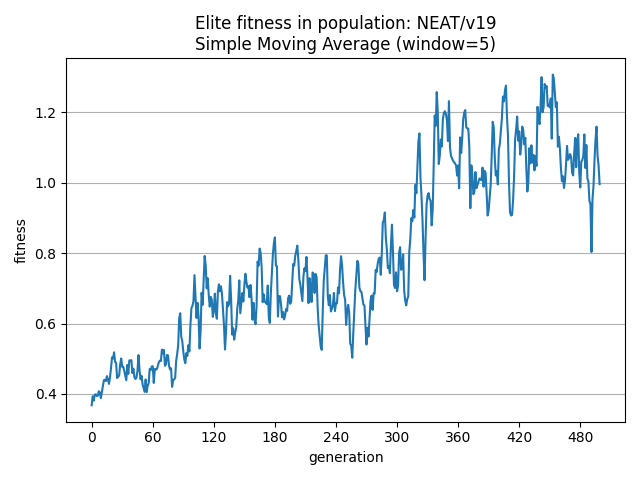 Elite fitness in population: NEAT/v19
Simple Moving Average (window=5)
fitness
1.2
1.0
0.8
0.6
0.4
0 60 120 180 240 300 360 420 480
generation